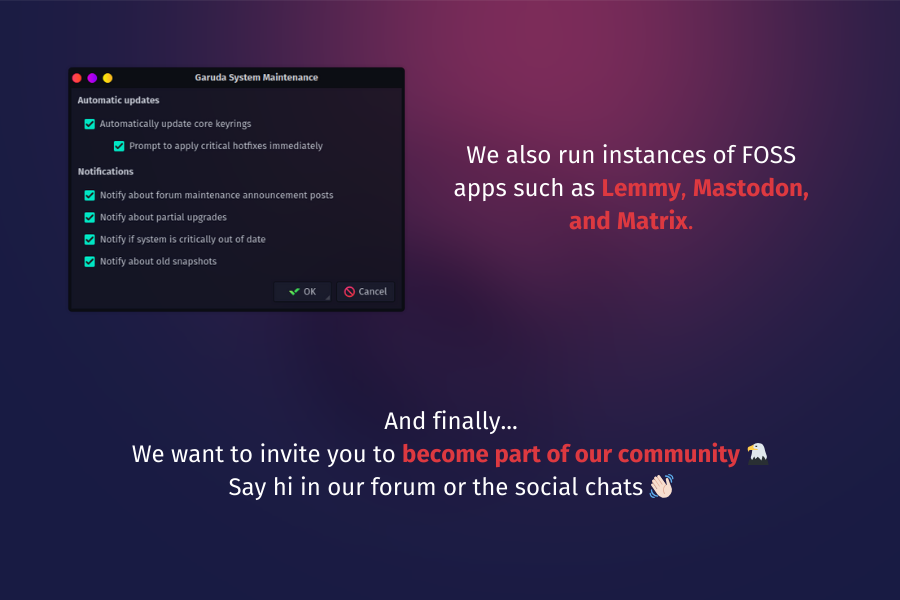 Garuda System Maintenance
Automatic updates
Automatically update core keyrings
Prompt to apply critical hotfixes immediately
Notifications
Notify about forum maintenance announcement posts
Notify about partial upgrades
Notify if system is critically out of date
Notify about old snapshots
OK
Cancel
We also run instances of FOSS
apps such as Lemmy, Mastodon,
and Matrix.
And finally...
We want to invite you to become part of our community 🦅
Say hi in our forum or the social chats 👋🏻